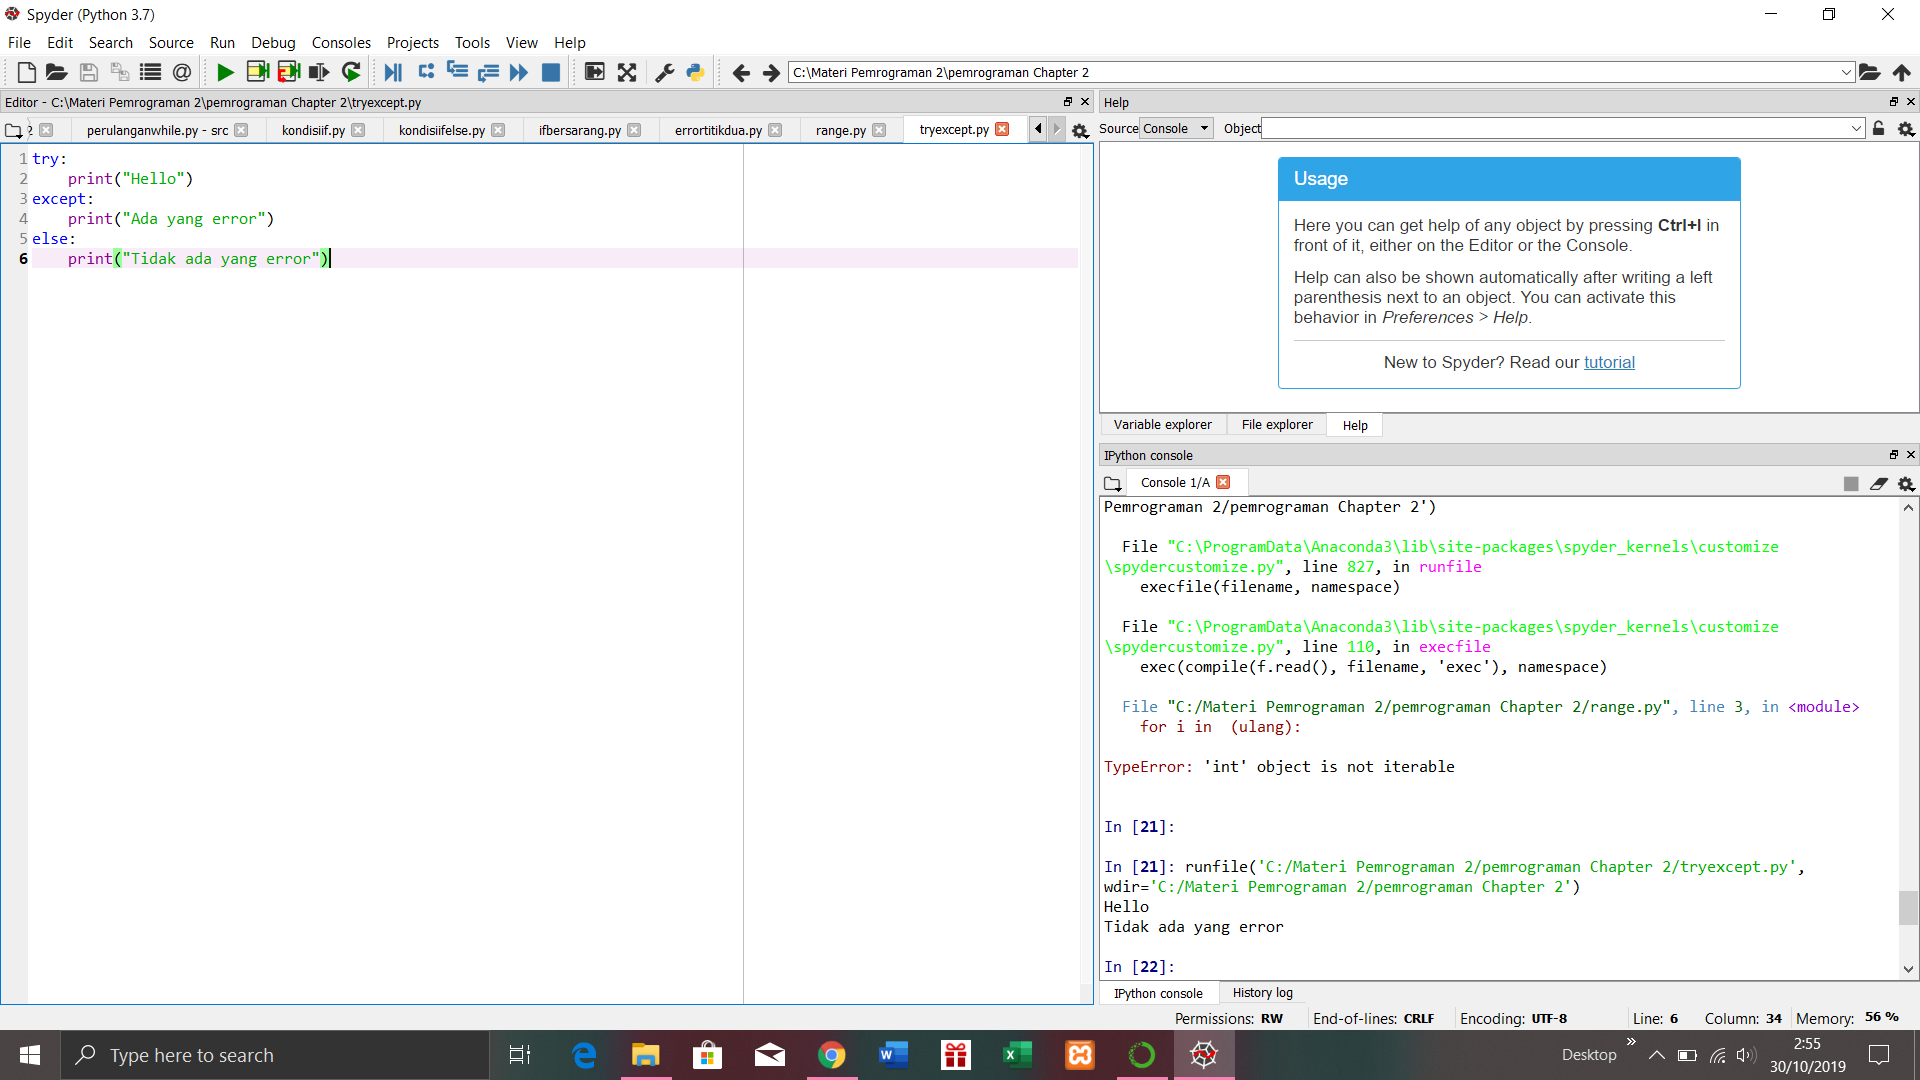 Spyder (Python 3.7)
File Edit Search Source Run Debug Consoles Projects Tools View Help
C:\Materi Pemrograman 2\pemrograman Chapter 2
Editor - C:\Materi Pemrograman 2\pemrograman Chapter 2\tryexcept.py
perulanganwhile.py - src kondisiif.py kondisiifelse.py ifbersarang.py errortitikdua.py range.py tryexcept.py
1 try:
2 print("Hello")
3 except:
4 print("Ada yang error")
5 else:
6 print("Tidak ada yang error")
Help
Source Console Object
Usage
Here you can get help of any object by pressing Ctrl+I in
front of it, either on the Editor or the Console.
Help can also be shown automatically after writing a left
parenthesis next to an object. You can activate this
behavior in Preferences > Help.
New to Spyder? Read our tutorial
Variable explorer File explorer Help
IPython console
Console 1/A
Pemrograman 2/pemrograman Chapter 2')
File "C:\ProgramData\Anaconda3\lib\site-packages\spyder_kernels\customize
\spydercustomize.py", line 827, in runfile
execfile(filename, namespace)
File "C:\ProgramData\Anaconda3\lib\site-packages\spyder_kernels\customize
\spydercustomize.py", line 110, in execfile
exec(compile(f.read(), filename, 'exec'), namespace)
File "C:/Materi Pemrograman 2/pemrograman Chapter 2/range.py", line 3, in <module>
for i in  (ulang):
TypeError: 'int' object is not iterable
In [21]:
In [21]: runfile('C:/Materi Pemrograman 2/pemrograman Chapter 2/tryexcept.py',
wdir='C:/Materi Pemrograman 2/pemrograman Chapter 2')
Hello
Tidak ada yang error
In [22]:
IPython console History log
Permissions: RW End-of-lines: CRLF Encoding: UTF-8 Line: 6 Column: 34 Memory: 56 %
Type here to search
Desktop
2:55
30/10/2019